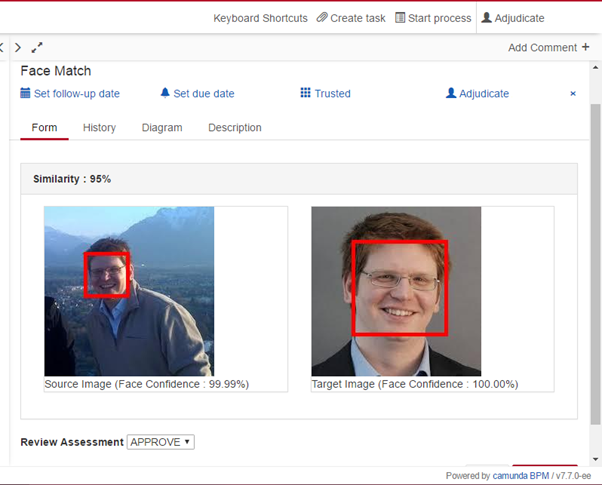 Keyboard Shortcuts Create task Start process Adjudicate
Add Comment +
Face Match
Set follow-up date Set due date Trusted Adjudicate ×
Form History Diagram Description
Similarity : 95%
Source Image (Face Confidence : 99.99%) Target Image (Face Confidence : 100.00%)
Review Assessment APPROVE
Powered by camunda BPM / v7.7.0-ee